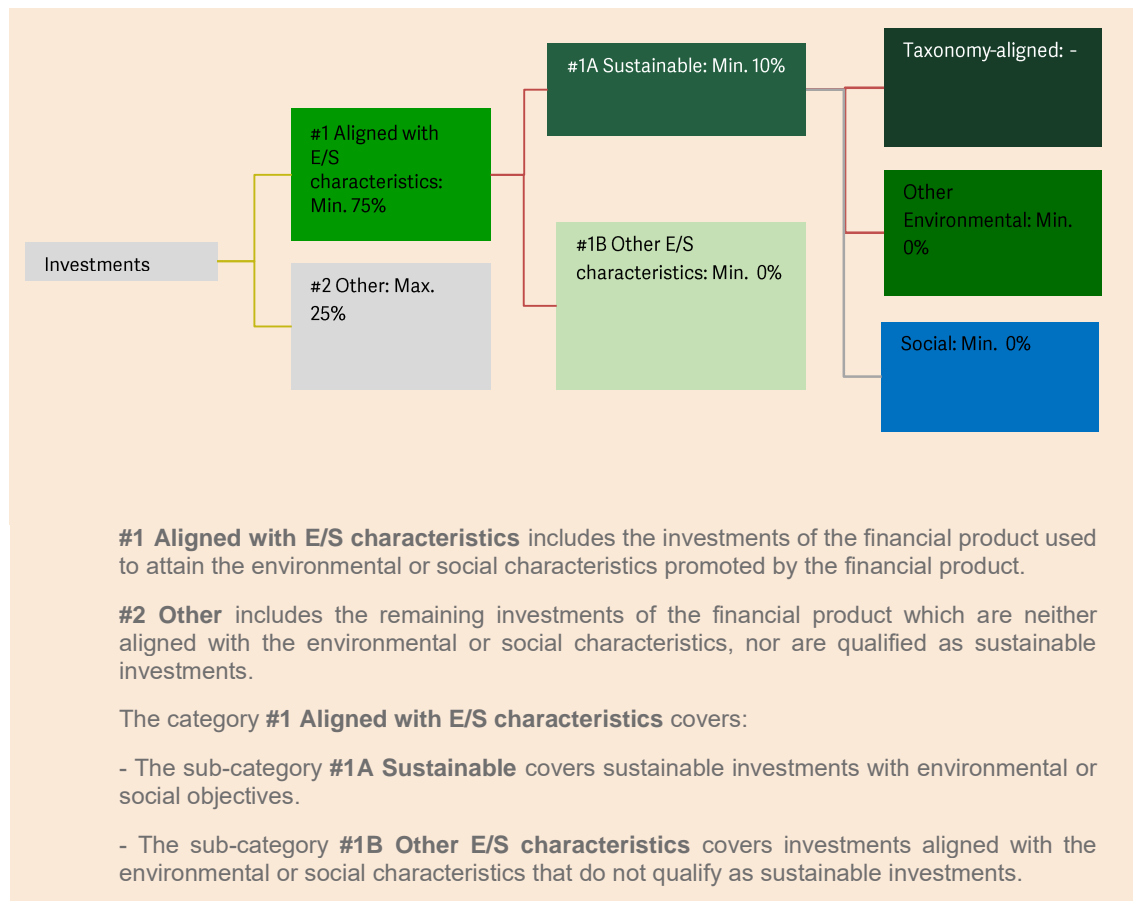 Investments
#1 Aligned with
E/S
characteristics:
Min. 75%
#2 Other: Max.
25%
#1A Sustainable: Min. 10%
#1B Other E/S
characteristics: Min. 0%
Taxonomy-aligned: -
Other
Environmental: Min.
0%
Social: Min. 0%
#1 Aligned with E/S characteristics includes the investments of the financial product used
to attain the environmental or social characteristics promoted by the financial product.
#2 Other includes the remaining investments of the financial product which are neither
aligned with the environmental or social characteristics, nor are qualified as sustainable
investments.
The category #1 Aligned with E/S characteristics covers:
- The sub-category #1A Sustainable covers sustainable investments with environmental or
social objectives.
- The sub-category #1B Other E/S characteristics covers investments aligned with the
environmental or social characteristics that do not qualify as sustainable investments.